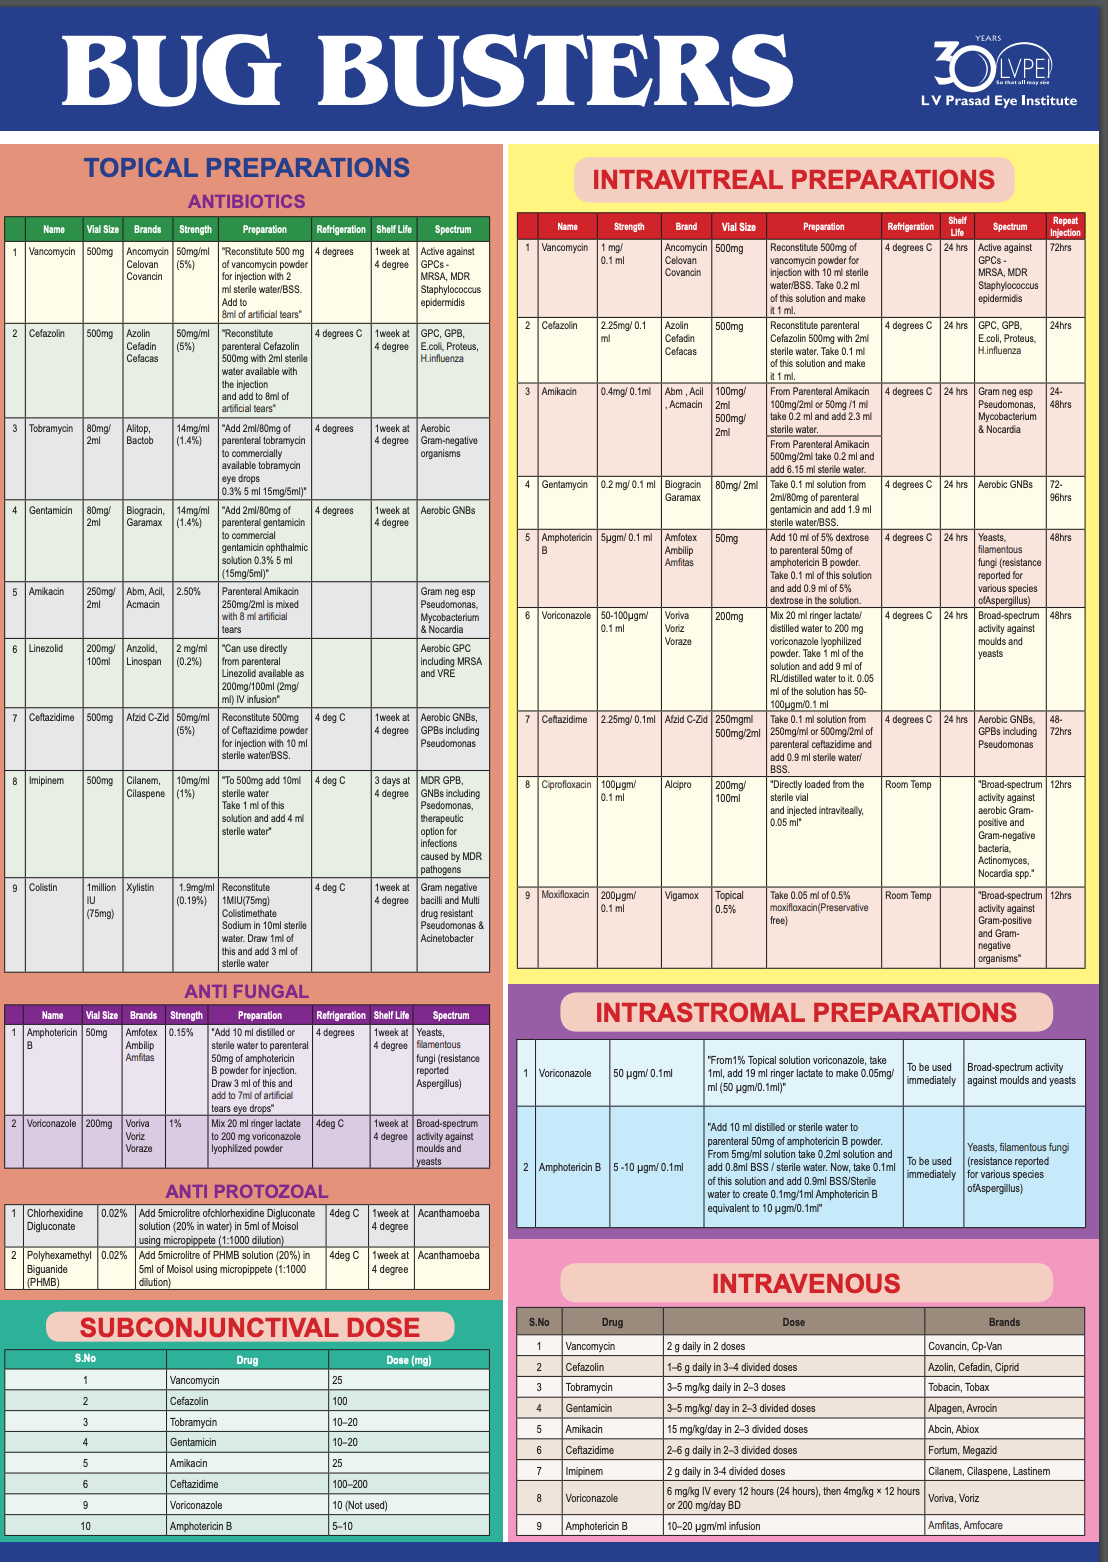 BUG BUSTERS
YEARS
30 LVPEI
So that all may see
L V Prasad Eye Institute
TOPICAL PREPARATIONS
ANTIBIOTICS
Name Vial Size Brands Strength Preparation Refrigeration Shelf Life Spectrum
1 Vancomycin 500mg Ancomycin 50mg/ml "Reconstitute 500 mg 4 degrees 1week at Active against
Celovan (5%) of vancomycin powder 4 degree GPCs -
Covancin for injection with 2 MRSA, MDR
ml sterile water/BSS. Staphylococcus
Add to epidermidis
8ml of artificial tears"
2 Cefazolin 500mg Azolin 50mg/ml "Reconstitute 4 degrees C 1week at GPC, GPB,
Cefadin (5%) parenteral Cefazolin 4 degree E.coli, Proteus,
Cefacas 500mg with 2ml sterile H.influenza
water available with
the injection
and add to 8ml of
artificial tears"
3 Tobramycin 80mg/ Alitop, 14mg/ml "Add 2ml/80mg of 4 degrees 1week at Aerobic
2ml Bactob (1.4%) parenteral tobramycin 4 degree Gram-negative
to commercially organisms
available tobramycin
eye drops
0.3% 5 ml 15mg/5ml)"
4 Gentamicin 80mg/ Biogracin, 14mg/ml "Add 2ml/80mg of 4 degrees 1week at Aerobic GNBs
2ml Garamax (1.4%) parenteral gentamicin 4 degree
to commercial
gentamicin ophthalmic
solution 0.3% 5 ml
(15mg/5ml)"
5 Amikacin 250mg/ Abm, Acil, 2.50% Parenteral Amikacin Gram neg esp
2ml Acmacin 250mg/2ml is mixed Pseudomonas,
with 8 ml artificial Mycobacterium
tears & Nocardia
6 Linezolid 200mg/ Anzolid, 2 mg/ml "Can use directly Aerobic GPC
100ml Linospan (0.2%) from parenteral including MRSA
Linezolid available as and VRE
200mg/100ml (2mg/
ml) IV infusion"
7 Ceftazidime 500mg Afzid C-Zid 50mg/ml Reconstitute 500mg 4 deg C 1week at Aerobic GNBs,
(5%) of Ceftazidime powder 4 degree GPBs including
for injection with 10 ml Pseudomonas
sterile water/BSS.
8 Imipinem 500mg Cilanem, 10mg/ml "To 500mg add 10ml 4 deg C 3 days at MDR GPB,
Cilaspene (1%) sterile water 4 degree GNBs including
Take 1 ml of this Psedomonas,
solution and add 4 ml therapeutic
sterile water" option for
infections
caused by MDR
pathogens
9 Colistin 1million Xylistin 1.9mg/ml Reconstitute 4 deg C 1week at Gram negative
IU (0.19%) 1MIU(75mg) 4 degree bacilli and Multi
(75mg) Colistimethate drug resistant
Sodium in 10ml sterile Pseudomonas &
water. Draw 1ml of Acinetobacter
this and add 3 ml of
sterile water
ANTI FUNGAL
Name Vial Size Brands Strength Preparation Refrigeration Shelf Life Spectrum
1 Amphotericin 50mg Amfotex 0.15% "Add 10 ml distilled or 4 degrees 1week at Yeasts,
B Ambilip sterile water to parenteral 4 degree filamentous
Amfitas 50mg of amphotericin fungi (resistance
B powder for injection. reported
Draw 3 ml of this and Aspergillus)
add to 7ml of artificial
tears eye drops"
2 Voriconazole 200mg Voriva 1% Mix 20 ml ringer lactate 4deg C 1week at Broad-spectrum
Voriz to 200 mg voriconazole 4 degree activity against
Voraze lyophilized powder moulds and
yeasts
ANTI PROTOZOAL
1 Chlorhexidine 0.02% Add 5microlitre ofchlorhexidine Digluconate 4deg C 1week at Acanthamoeba
Digluconate solution (20% in water) in 5ml of Moisol 4 degree
using micropippete (1:1000 dilution)
2 Polyhexamethyl 0.02% Add 5microlitre of PHMB solution (20%) in 4deg C 1week at Acanthamoeba
Biguanide 5ml of Moisol using micropippete (1:1000 4 degree
(PHMB) dilution)
SUBCONJUNCTIVAL DOSE
S.No Drug Dose (mg)
1 Vancomycin 25
2 Cefazolin 100
3 Tobramycin 10–20
4 Gentamicin 10–20
5 Amikacin 25
6 Ceftazidime 100–200
9 Voriconazole 10 (Not used)
10 Amphotericin B 5–10
INTRAVITREAL PREPARATIONS
Name Strength Brand Vial Size Preparation Refrigeration Shelf Life Spectrum Repeat Injection
1 Vancomycin 1 mg/ Ancomycin 500mg Reconstitute 500mg of 4 degrees C 24 hrs Active against 72hrs
0.1 ml Celovan vancomycin powder for GPCs -
Covancin injection with 10 ml sterile MRSA, MDR
water/BSS. Take 0.2 ml Staphylococcus
of this solution and make epidermidis
it 1 ml.
2 Cefazolin 2.25mg/ 0.1 Azolin 500mg Reconstitute parenteral 4 degrees C 24 hrs GPC, GPB, 24hrs
ml Cefadin Cefazolin 500mg with 2ml E.coli, Proteus,
Cefacas sterile water. Take 0.1 ml H.influenza
of this solution and make
it 1 ml.
3 Amikacin 0.4mg/ 0.1ml Abm , Acil 100mg/ From Parenteral Amikacin 4 degrees C 24 hrs Gram neg esp 24-
, Acmacin 2ml 100mg/2ml or 50mg /1 ml Pseudomonas, 48hrs
500mg/ take 0.2 ml and add 2.3 ml Mycobacterium
2ml sterile water. & Nocardia
From Parenteral Amikacin
500mg/2ml take 0.2 ml and
add 6.15 ml sterile water.
4 Gentamycin 0.2 mg/ 0.1 ml Biogracin 80mg/ 2ml Take 0.1 ml solution from 4 degrees C 24 hrs Aerobic GNBs 72-
Garamax 2ml/80mg of parenteral 96hrs
gentamicin and add 1.9 ml
sterile water/BSS.
5 Amphotericin 5µgm/ 0.1 ml Amfotex 50mg Add 10 ml of 5% dextrose 4 degrees C 24 hrs Yeasts, 48hrs
B Ambilip to parenteral 50mg of filamentous
Amfitas amphotericin B powder. fungi (resistance
Take 0.1 ml of this solution reported for
and add 0.9 ml of 5% various species
dextrose in the solution. ofAspergillus)
6 Voriconazole 50-100µgm/ Voriva 200mg Mix 20 ml ringer lactate/ 4 degrees C 24 hrs Broad-spectrum 48hrs
0.1 ml Voriz distilled water to 200 mg activity against
Voraze voriconazole lyophilized moulds and
powder. Take 1 ml of the yeasts
solution and add 9 ml of
RL/distilled water to it. 0.05
ml of the solution has 50-
100µgm/0.1 ml
7 Ceftazidime 2.25mg/ 0.1ml Afzid C-Zid 250mgml Take 0.1 ml solution from 4 degrees C 24 hrs Aerobic GNBs, 48-
500mg/2ml 250mg/ml or 500mg/2ml of GPBs including 72hrs
parenteral ceftazidime and Pseudomonas
add 0.9 ml sterile water/
BSS.
8 Ciprofloxacin 100µgm/ Alcipro 200mg/ "Directly loaded from the Room Temp "Broad-spectrum 12hrs
0.1 ml 100ml sterile vial activity against
and injected intraviteally, aerobic Gram-
0.05 ml" positive and
Gram-negative
bacteria,
Actinomyces,
Nocardia spp."
9 Moxifloxacin 200µgm/ Vigamox Topical Take 0.05 ml of 0.5% Room Temp "Broad-spectrum 12hrs
0.1 ml 0.5% moxifloxacin(Preservative activity against
free) Gram-positive
and Gram-
negative
organisms"
INTRASTROMAL PREPARATIONS
1 Voriconazole 50 µgm/ 0.1ml "From1% Topical solution voriconazole, take To be used Broad-spectrum activity
1ml, add 19 ml ringer lactate to make 0.05mg/ immediately against moulds and yeasts
ml (50 µgm/0.1ml)"
2 Amphotericin B 5 -10 µgm/ 0.1ml "Add 10 ml distilled or sterile water to To be used Yeasts, filamentous fungi
parenteral 50mg of amphotericin B powder. immediately (resistance reported
From 5mg/ml solution take 0.2ml solution and for various species
add 0.8ml BSS / sterile water. Now, take 0.1ml ofAspergillus)
of this solution and add 0.9ml BSS/Sterile
water to create 0.1mg/1ml Amphotericin B
equivalent to 10 µgm/0.1ml"
INTRAVENOUS
S.No Drug Dose Brands
1 Vancomycin 2 g daily in 2 doses Covancin, Cp-Van
2 Cefazolin 1–6 g daily in 3–4 divided doses Azolin, Cefadin, Ciprid
3 Tobramycin 3–5 mg/kg daily in 2–3 doses Tobacin, Tobax
4 Gentamicin 3–5 mg/kg/ day in 2–3 divided doses Alpagen, Avrocin
5 Amikacin 15 mg/kg/day in 2–3 divided doses Abcin, Abiox
6 Ceftazidime 2–6 g daily in 2–3 divided doses Fortum, Megazid
7 Imipinem 2 g daily in 3-4 divided doses Cilanem, Cilaspene, Lastinem
8 Voriconazole 6 mg/kg IV every 12 hours (24 hours), then 4mg/kg × 12 hours Voriva, Voriz
or 200 mg/day BD
9 Amphotericin B 10–20 µgm/ml infusion Amfitas, Amfocare